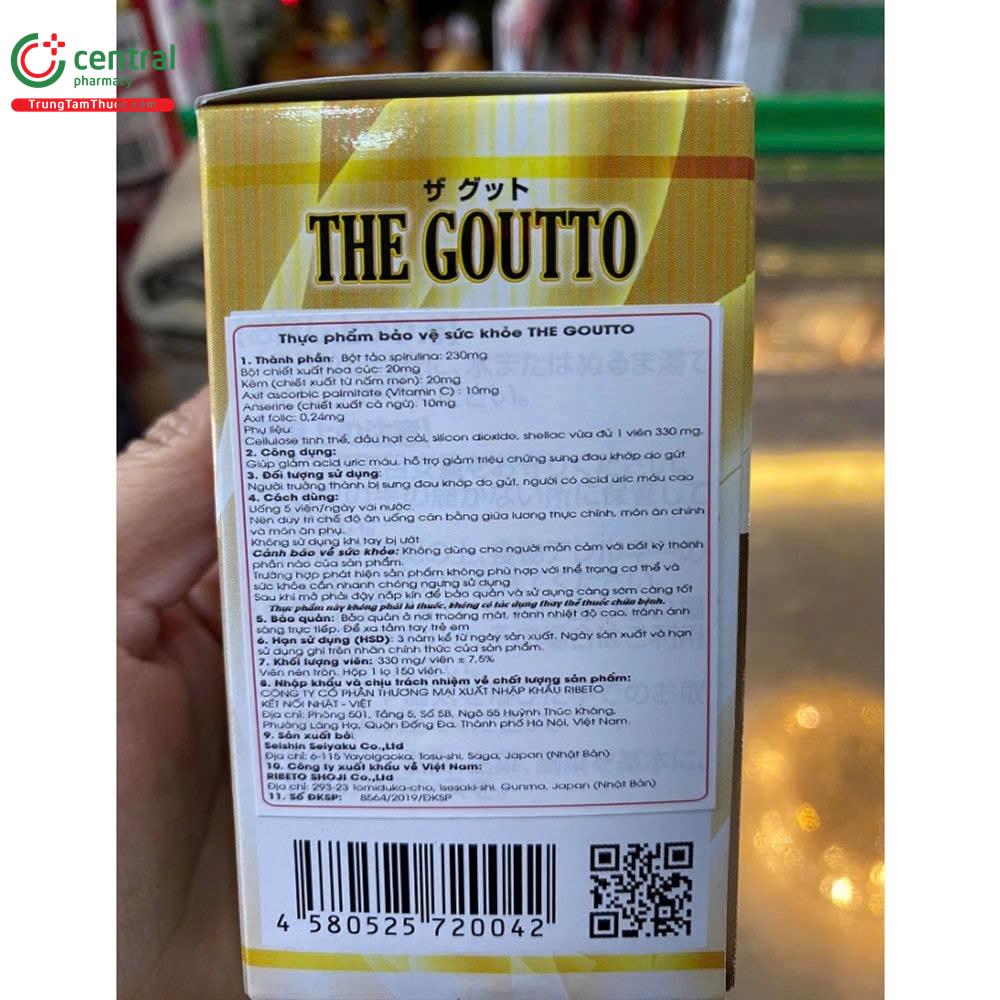 central
pharmacy
TrungTamThuoc.com
ザ グット
THE GOUTTO
Thực phẩm bảo vệ sức khỏe THE GOUTTO
1. Thành phần: Bột tảo spirulina: 230mg
Bột chiết xuất hoa cúc: 20mg
Kẽm (chiết xuất từ nấm men): 20mg
Axit ascorbic palmitate (Vitamin C) : 10mg
Anserine (chiết xuất cá ngừ): 10mg
Axit folic: 0,24mg
Phụ liệu:
Cellulose tinh thể, dầu hạt cải, silicon dioxide, shellac vừa đủ 1 viên 330 mg.
2. Công dụng:
Giúp giảm acid uric máu, hỗ trợ giảm triệu chứng sưng đau khớp do gút
3. Đối tượng sử dụng:
Người trưởng thành bị sưng đau khớp do gút, người có acid uric máu cao
4. Cách dùng:
Uống 5 viên/ngày với nước.
Nên duy trì chế độ ăn uống cân bằng giữa lương thực chính, món ăn chính
và món ăn phụ.
Không sử dụng khi tay bị ướt
Cảnh báo về sức khỏe: Không dùng cho người mẫn cảm với bất kỳ thành
phần nào của sản phẩm.
Trường hợp phát hiện sản phẩm không phù hợp với thể trạng cơ thể và
sức khỏe cần nhanh chóng ngưng sử dụng
Sau khi mở phải đậy nắp kín để bảo quản và sử dụng càng sớm càng tốt
Thực phẩm này không phải là thuốc, không có tác dụng thay thế thuốc chữa bệnh.
5. Bảo quản: Bảo quản ở nơi thoáng mát, tránh nhiệt độ cao, tránh ánh
sáng trực tiếp. Để xa tầm tay trẻ em
6. Hạn sử dụng (HSD): 3 năm kể từ ngày sản xuất. Ngày sản xuất và hạn
sử dụng ghi trên nhãn chính thức của sản phẩm.
7. Khối lượng viên: 330 mg/ viên ± 7,5%
Viên nén tròn. Hộp 1 lọ 150 viên.
8. Nhập khẩu và chịu trách nhiệm về chất lượng sản phẩm:
CÔNG TY CỔ PHẦN THƯƠNG MẠI XUẤT NHẬP KHẨU RIBETO
KẾT NỐI NHẬT - VIỆT
Địa chỉ: Phòng 501, Tầng 5, Số 5B, Ngõ 55 Huỳnh Thúc Kháng,
Phường Láng Hạ, Quận Đống Đa, Thành phố Hà Nội, Việt Nam.
9. Sản xuất bởi:
Seishin Seiyaku Co.,Ltd
Địa chỉ: 6-115 Yayoigaoka, Tosu-shi, Saga, Japan (Nhật Bản)
10. Công ty xuất khẩu về Việt Nam:
RIBETO SHOJI Co.,Ltd
Địa chỉ: 293-23 Tomiduka-cho, Isesaki-shi, Gunma, Japan (Nhật Bản)
11. Số ĐKSP: 8564/2019/ĐKSP
4 580525 720042